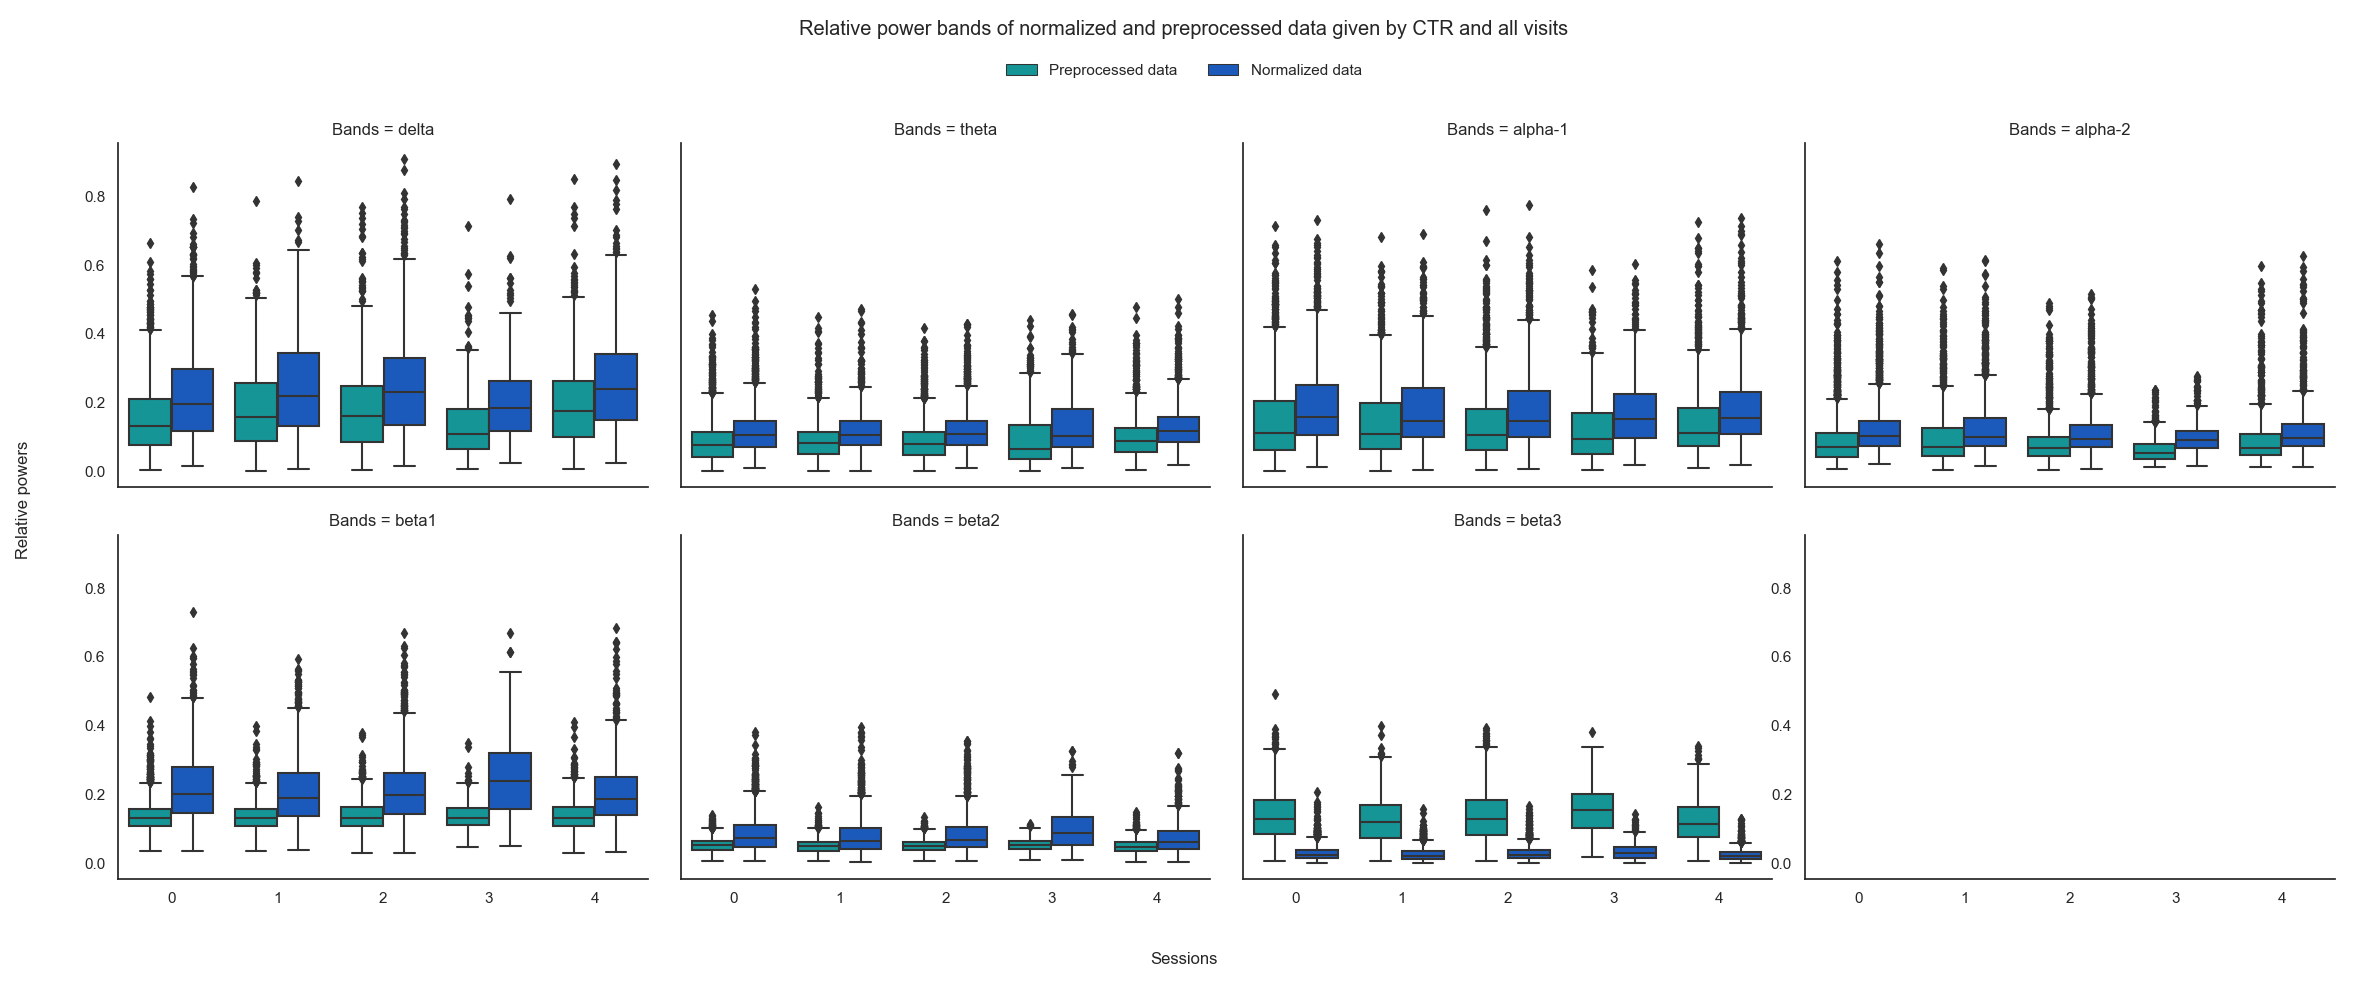 Relative power bands of normalized and preprocessed data given by CTR and all visits
Preprocessed data Normalized data
Bands = delta Bands = theta Bands = alpha-1 Bands = alpha-2
0.8
0.6
0.4
0.2
0.0
Relative powers
Bands = beta1 Bands = beta2 Bands = beta3
0.8 0.8
0.6 0.6
0.4 0.4
0.2 0.2
0.0 0.0
0 1 2 3 4 0 1 2 3 4 0 1 2 3 4 0 1 2 3 4
Sessions